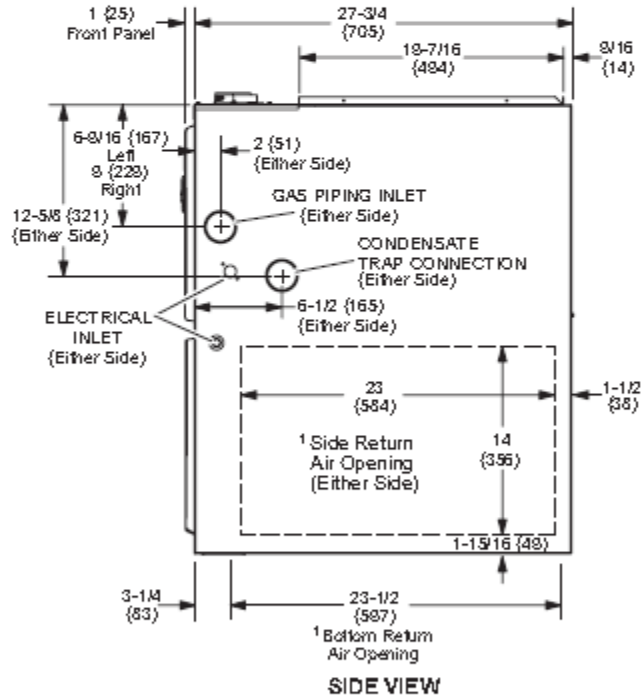 1 (25)
Front Panel
27-3/4
(705)
19-7/16
(494)
9/16
(14)
6-9/16 (167)
Left
9 (229)
Right
2 (51)
(Either Side)
12-5/8 (321)
(Either Side)
GAS PIPING INLET
(Either Side)
CONDENSATE
TRAP CONNECTION
(Either Side)
6-1/2 (165)
(Either Side)
ELECTRICAL
INLET
(Either Side)
23
(584)
1-1/2
(38)
14
(356)
1 Side Return
Air Opening
(Either Side)
1-15/16 (49)
3-1/4
(83)
23-1/2
(597)
1 Bottom Return
Air Opening
SIDE VIEW